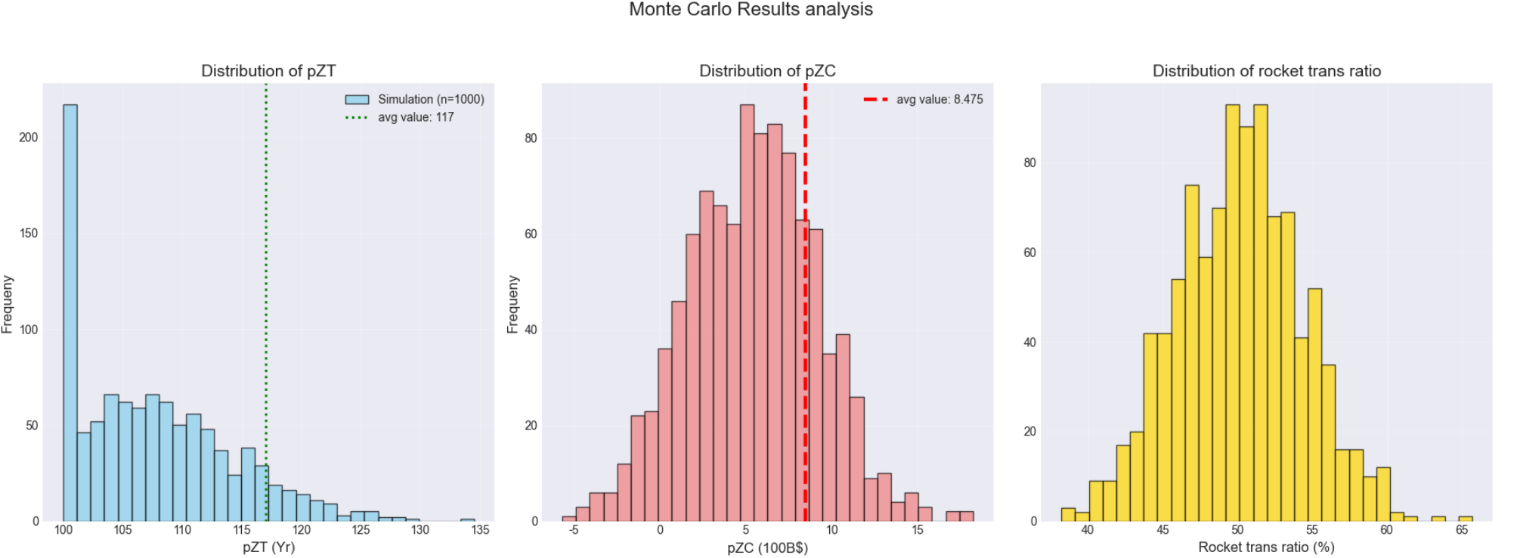 Monte Carlo Results analysis
Distribution of pZT
Simulation (n=1000)
avg value: 117
Frequeny
200
150
100
50
0
100 105 110 115 120 125 130 135
pZT (Yr)
Distribution of pZC
avg value: 8.475
Frequeny
80
60
40
20
0
-5 0 5 10 15
pZC (100B$)
Distribution of rocket trans ratio
80
60
40
20
0
40 45 50 55 60 65
Rocket trans ratio (%)